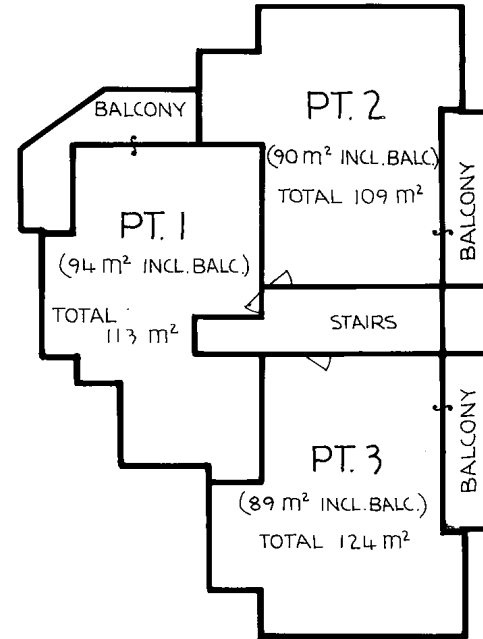 BALCONY
PT. 2
(90 m² INCL. BALC)
TOTAL 109 m²
BALCONY
PT. 1
(94 m² INCL. BALC.)
TOTAL
113 m²
STAIRS
BALCONY
PT. 3
(89 m² INCL. BALC.)
TOTAL 124 m²